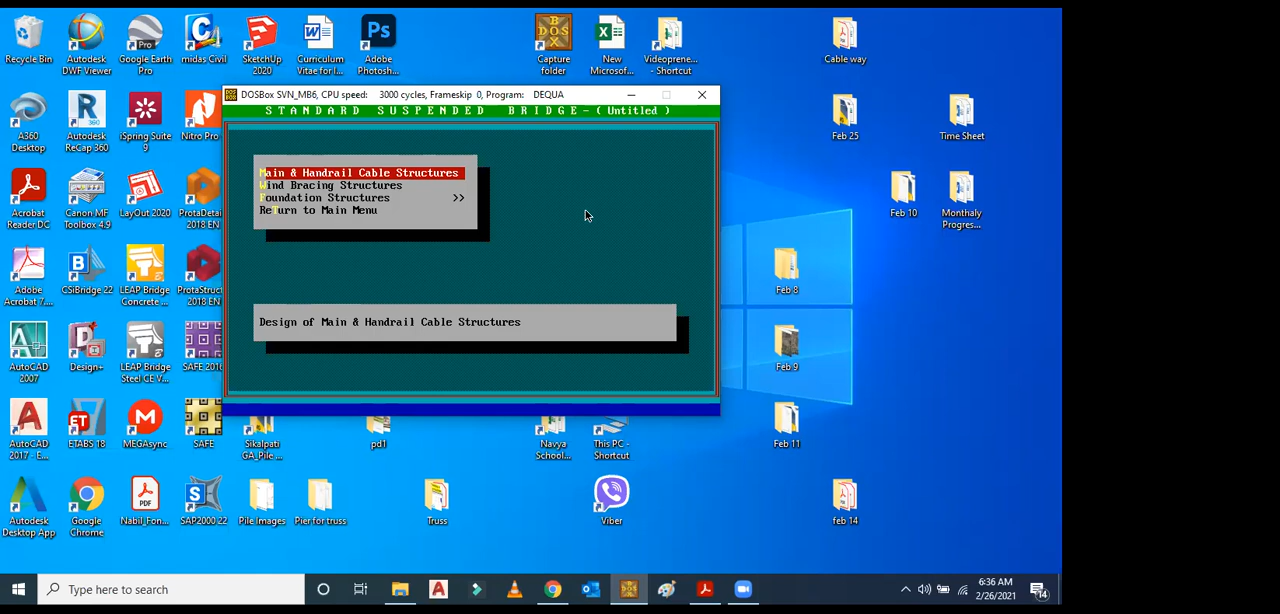 Recycle Bin
Autodesk DWF Viewer
Google Earth Pro
midas Civil
SketchUp 2020
Curriculum Vitae for I...
Ps
Adobe Photosh...
Capture folder
New Microsof...
Videoprene... - Shortcut
Cable way
DOSBox SVN_MB6, CPU speed: 3000 cycles, Frameskip 0, Program: DEQUA
STANDARD SUSPENDED BRIDGE-(Untitled)
Main & Handrail Cable Structures
Wind Bracing Structures
Foundation Structures >>
ReTurn to Main Menu
Design of Main & Handrail Cable Structures
A360 Desktop
Autodesk ReCap 360
iSpring Suite 9
Nitro Pro
Feb 25
Time Sheet
Acrobat Reader DC
Canon MF Toolbox 4.9
LayOut 2020
ProtaDetail 2018 EN
Feb 10
Monthaly Progres...
Adobe Acrobat 7....
CSiBridge 22
LEAP Bridge Concrete ...
ProtaStruct 2018 EN
Feb 8
AutoCAD 2007
Design+
LEAP Bridge Steel CE V...
SAFE 2016
Feb 9
AutoCAD 2017 - E...
ETABS 18
MEGAsync
SAFE
Sikalpati GA_Pile ...
pd1
Navya School...
This PC - Shortcut
Feb 11
Autodesk Desktop App
Google Chrome
PDF
Nabil_Fon...
SAP2000 22
Pile Images
Pier for truss
Truss
Viber
feb 14
Type here to search
6:36 AM
2/26/2021
14